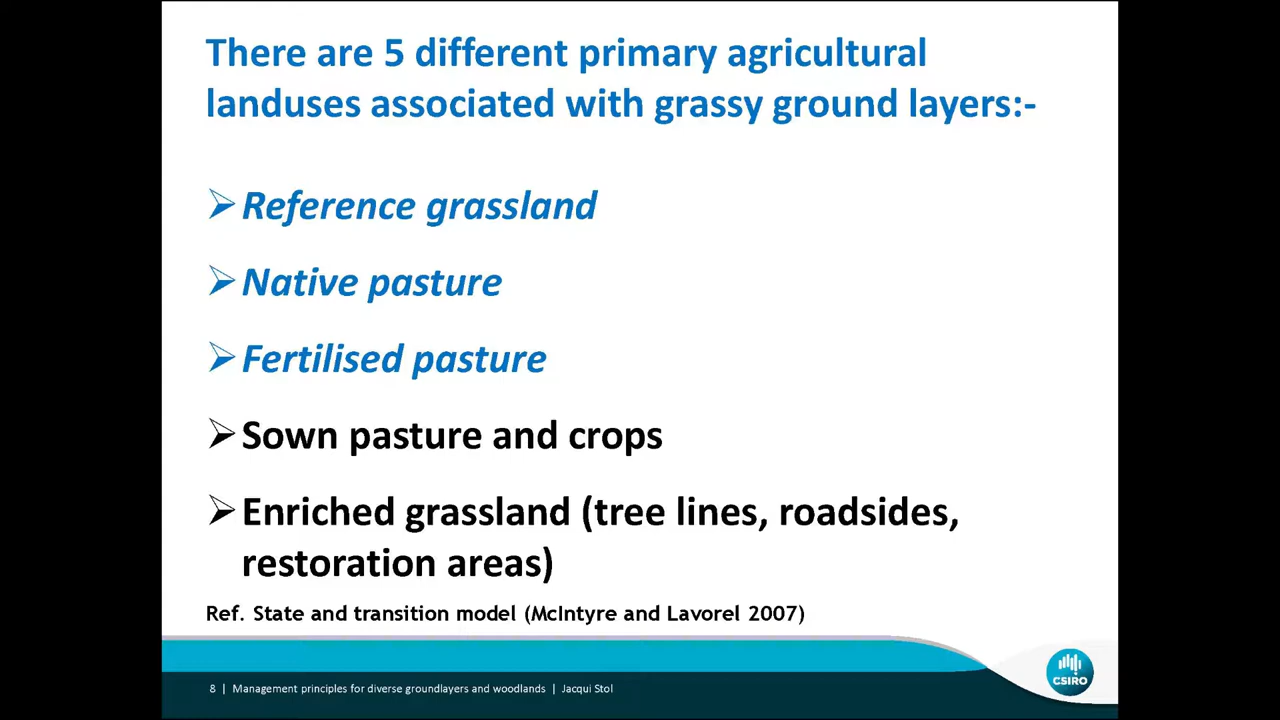 There are 5 different primary agricultural
landuses associated with grassy ground layers:-
Reference grassland
Native pasture
Fertilised pasture
Sown pasture and crops
Enriched grassland (tree lines, roadsides,
restoration areas)
Ref. State and transition model (McIntyre and Lavorel 2007)
8 | Management principles for diverse groundlayers and woodlands | Jacqui Stol
CSIRO